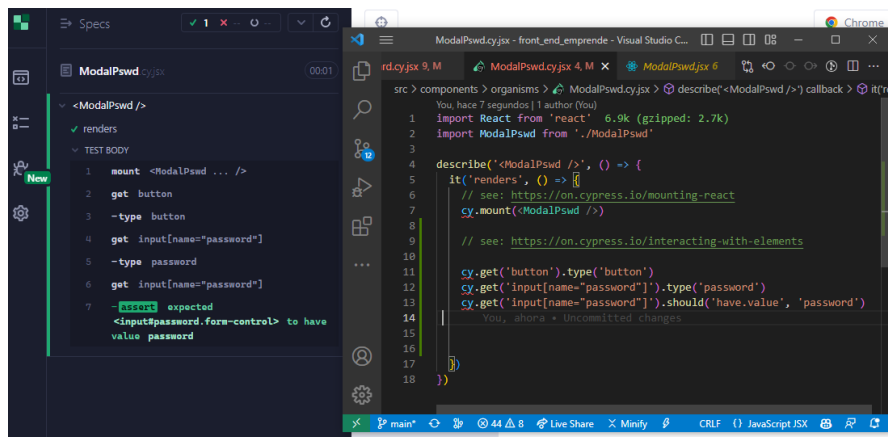 Specs
1
--
--
ModalPswd.cy.jsx
00:01
<ModalPswd />
renders
TEST BODY
1 mount <ModalPswd ... />
2 get button
3 -type button
4 get input[name="password"]
5 -type password
6 get input[name="password"]
7 -assert expected
<input#password.form-control> to have
value password
New
Chrome
ModalPswd.cy.jsx - front_end_emprende - Visual Studio C...
rd.cy.jsx 9, M
ModalPswd.cy.jsx 4, M
ModalPswd.jsx 6
src > components > organisms > ModalPswd.cy.jsx > describe('<ModalPswd />') callback > it('r
You, hace 7 segundos | 1 author (You)
1 import React from 'react' 6.9k (gzipped: 2.7k)
2 import ModalPswd from './ModalPswd'
3
4 describe('<ModalPswd />', () => {
5 it('renders', () => {
6 // see: https://on.cypress.io/mounting-react
7 cy.mount(<ModalPswd />)
8
9 // see: https://on.cypress.io/interacting-with-elements
10
11 cy.get('button').type('button')
12 cy.get('input[name="password"]').type('password')
13 cy.get('input[name="password"]').should('have.value', 'password')
14 You, ahora • Uncommitted changes
15
16
17 })
18 })
12
main*
44
8
Live Share
Minify
CRLF
{} JavaScript JSX